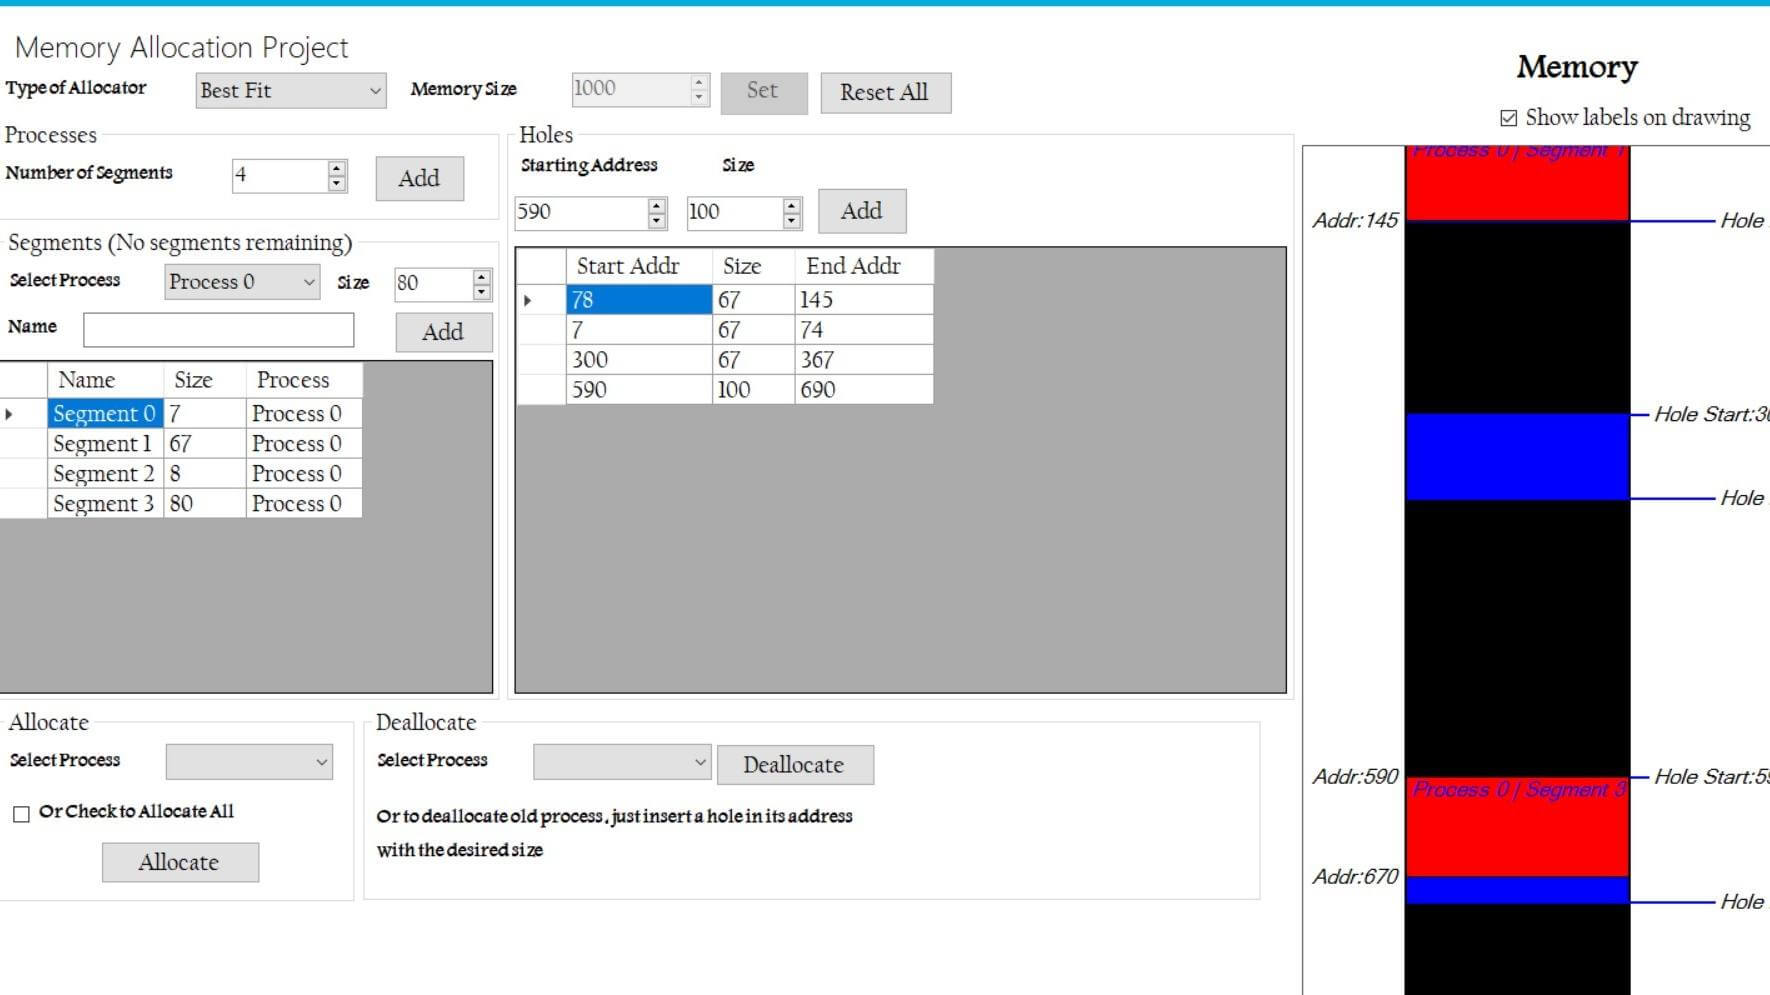 Memory Allocation Project
Type of Allocator Best Fit Memory Size 1000 Set Reset All
Processes
Number of Segments 4 Add
Segments (No segments remaining)
Select Process Process 0 Size 80
Name Add
Name Size Process
Segment 0 7 Process 0
Segment 1 67 Process 0
Segment 2 8 Process 0
Segment 3 80 Process 0
Holes
Starting Address Size
590 100 Add
Start Addr Size End Addr
78 67 145
7 67 74
300 67 367
590 100 690
Allocate
Select Process
Or Check to Allocate All
Allocate
Deallocate
Select Process Deallocate
Or to deallocate old process, just insert a hole in its address
with the desired size
Memory
Show labels on drawing
Process 0 | Segment 1
Addr:145 Hole
Hole Start:30
Hole
Addr:590 Hole Start:59
Process 0 | Segment 3
Addr:670
Hole